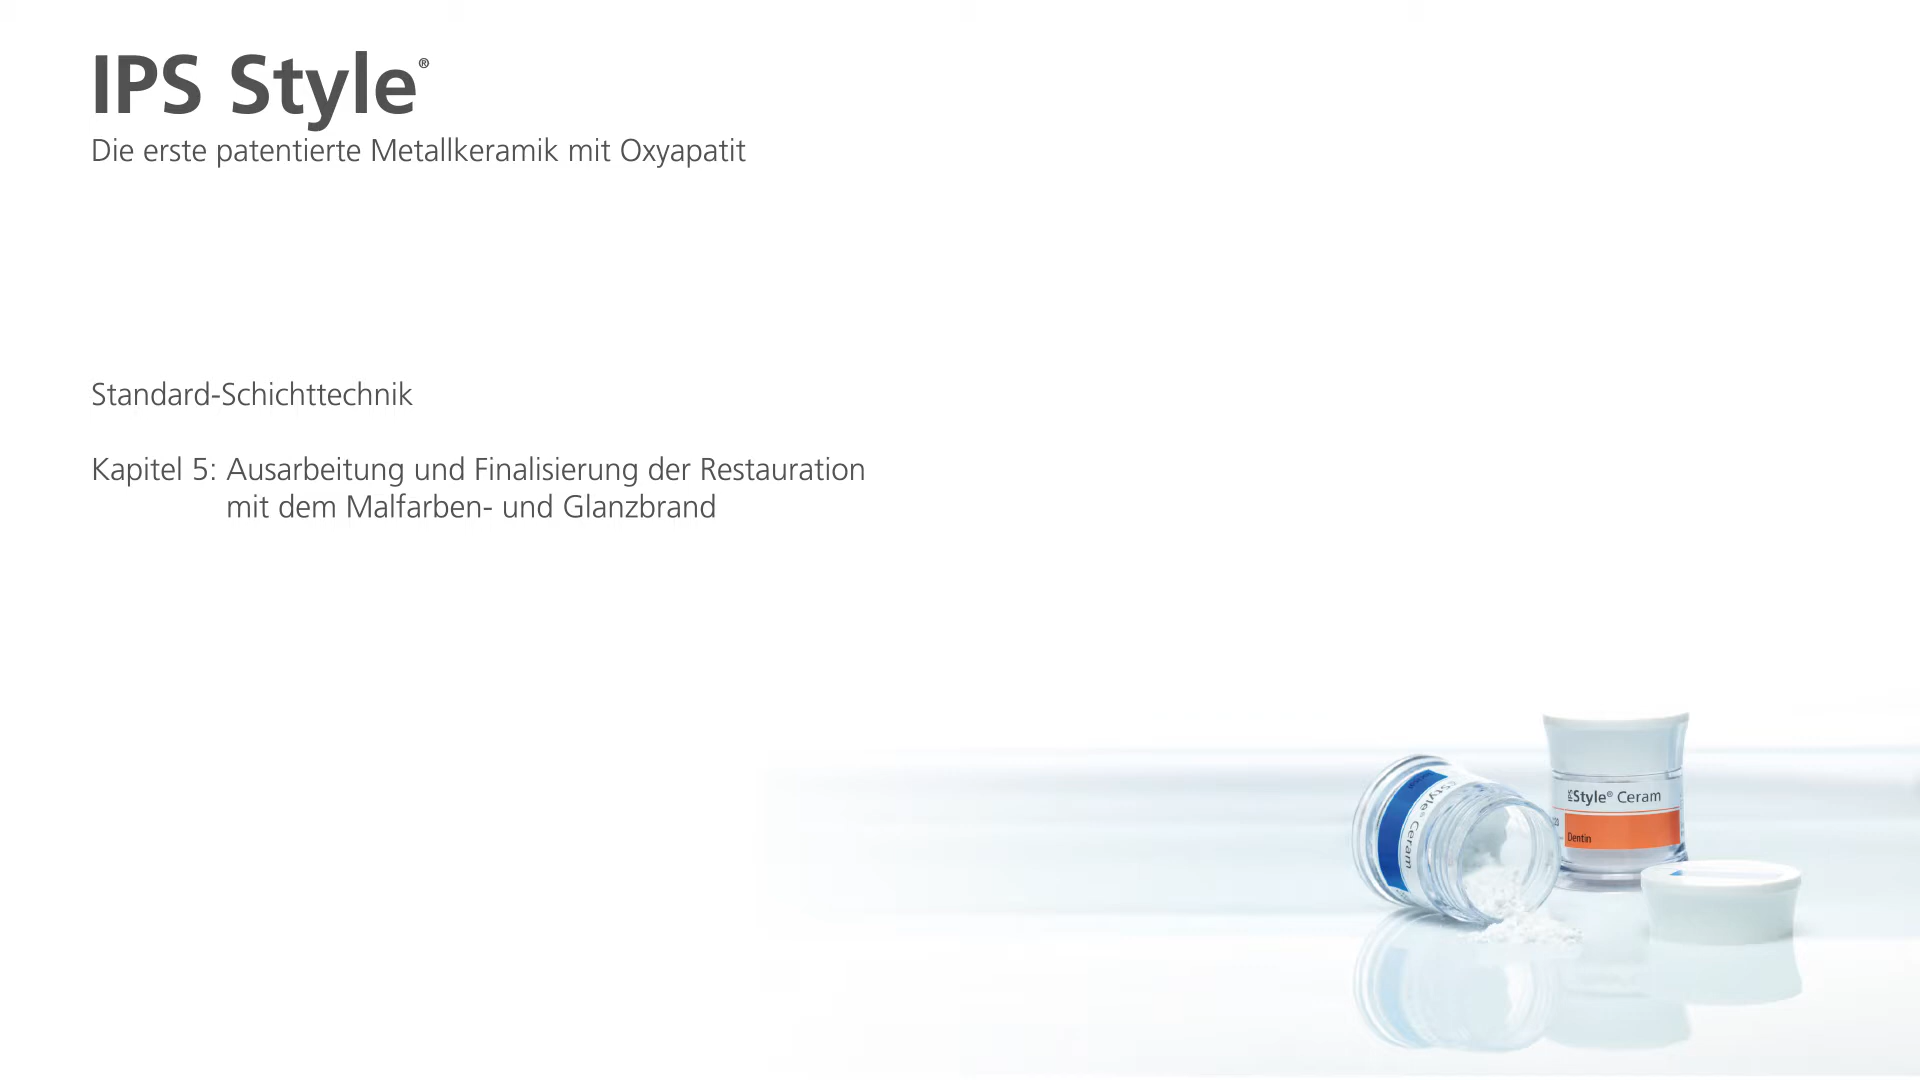 IPS Style®
Die erste patentierte Metallkeramik mit Oxyapatit
Standard-Schichttechnik
Kapitel 5: Ausarbeitung und Finalisierung der Restauration
mit dem Malfarben- und Glanzbrand
IPS Style® Ceram
Dentin
Style® Ceram